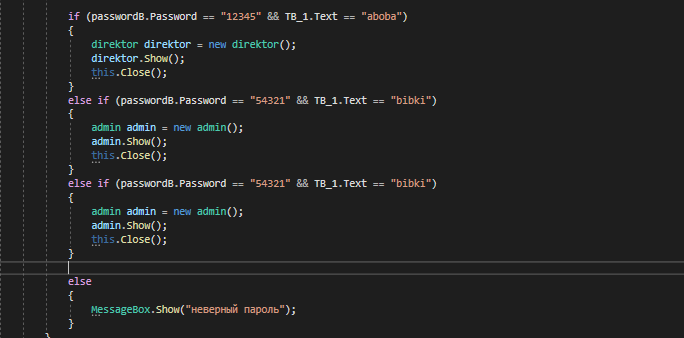 if (passwordB.Password == "12345" && TB_1.Text == "aboba")
{
direktor direktor = new direktor();
direktor.Show();
this.Close();
}
else if (passwordB.Password == "54321" && TB_1.Text == "bibki")
{
admin admin = new admin();
admin.Show();
this.Close();
}
else if (passwordB.Password == "54321" && TB_1.Text == "bibki")
{
admin admin = new admin();
admin.Show();
this.Close();
}
else
{
MessageBox.Show("неверный пароль");
}
}